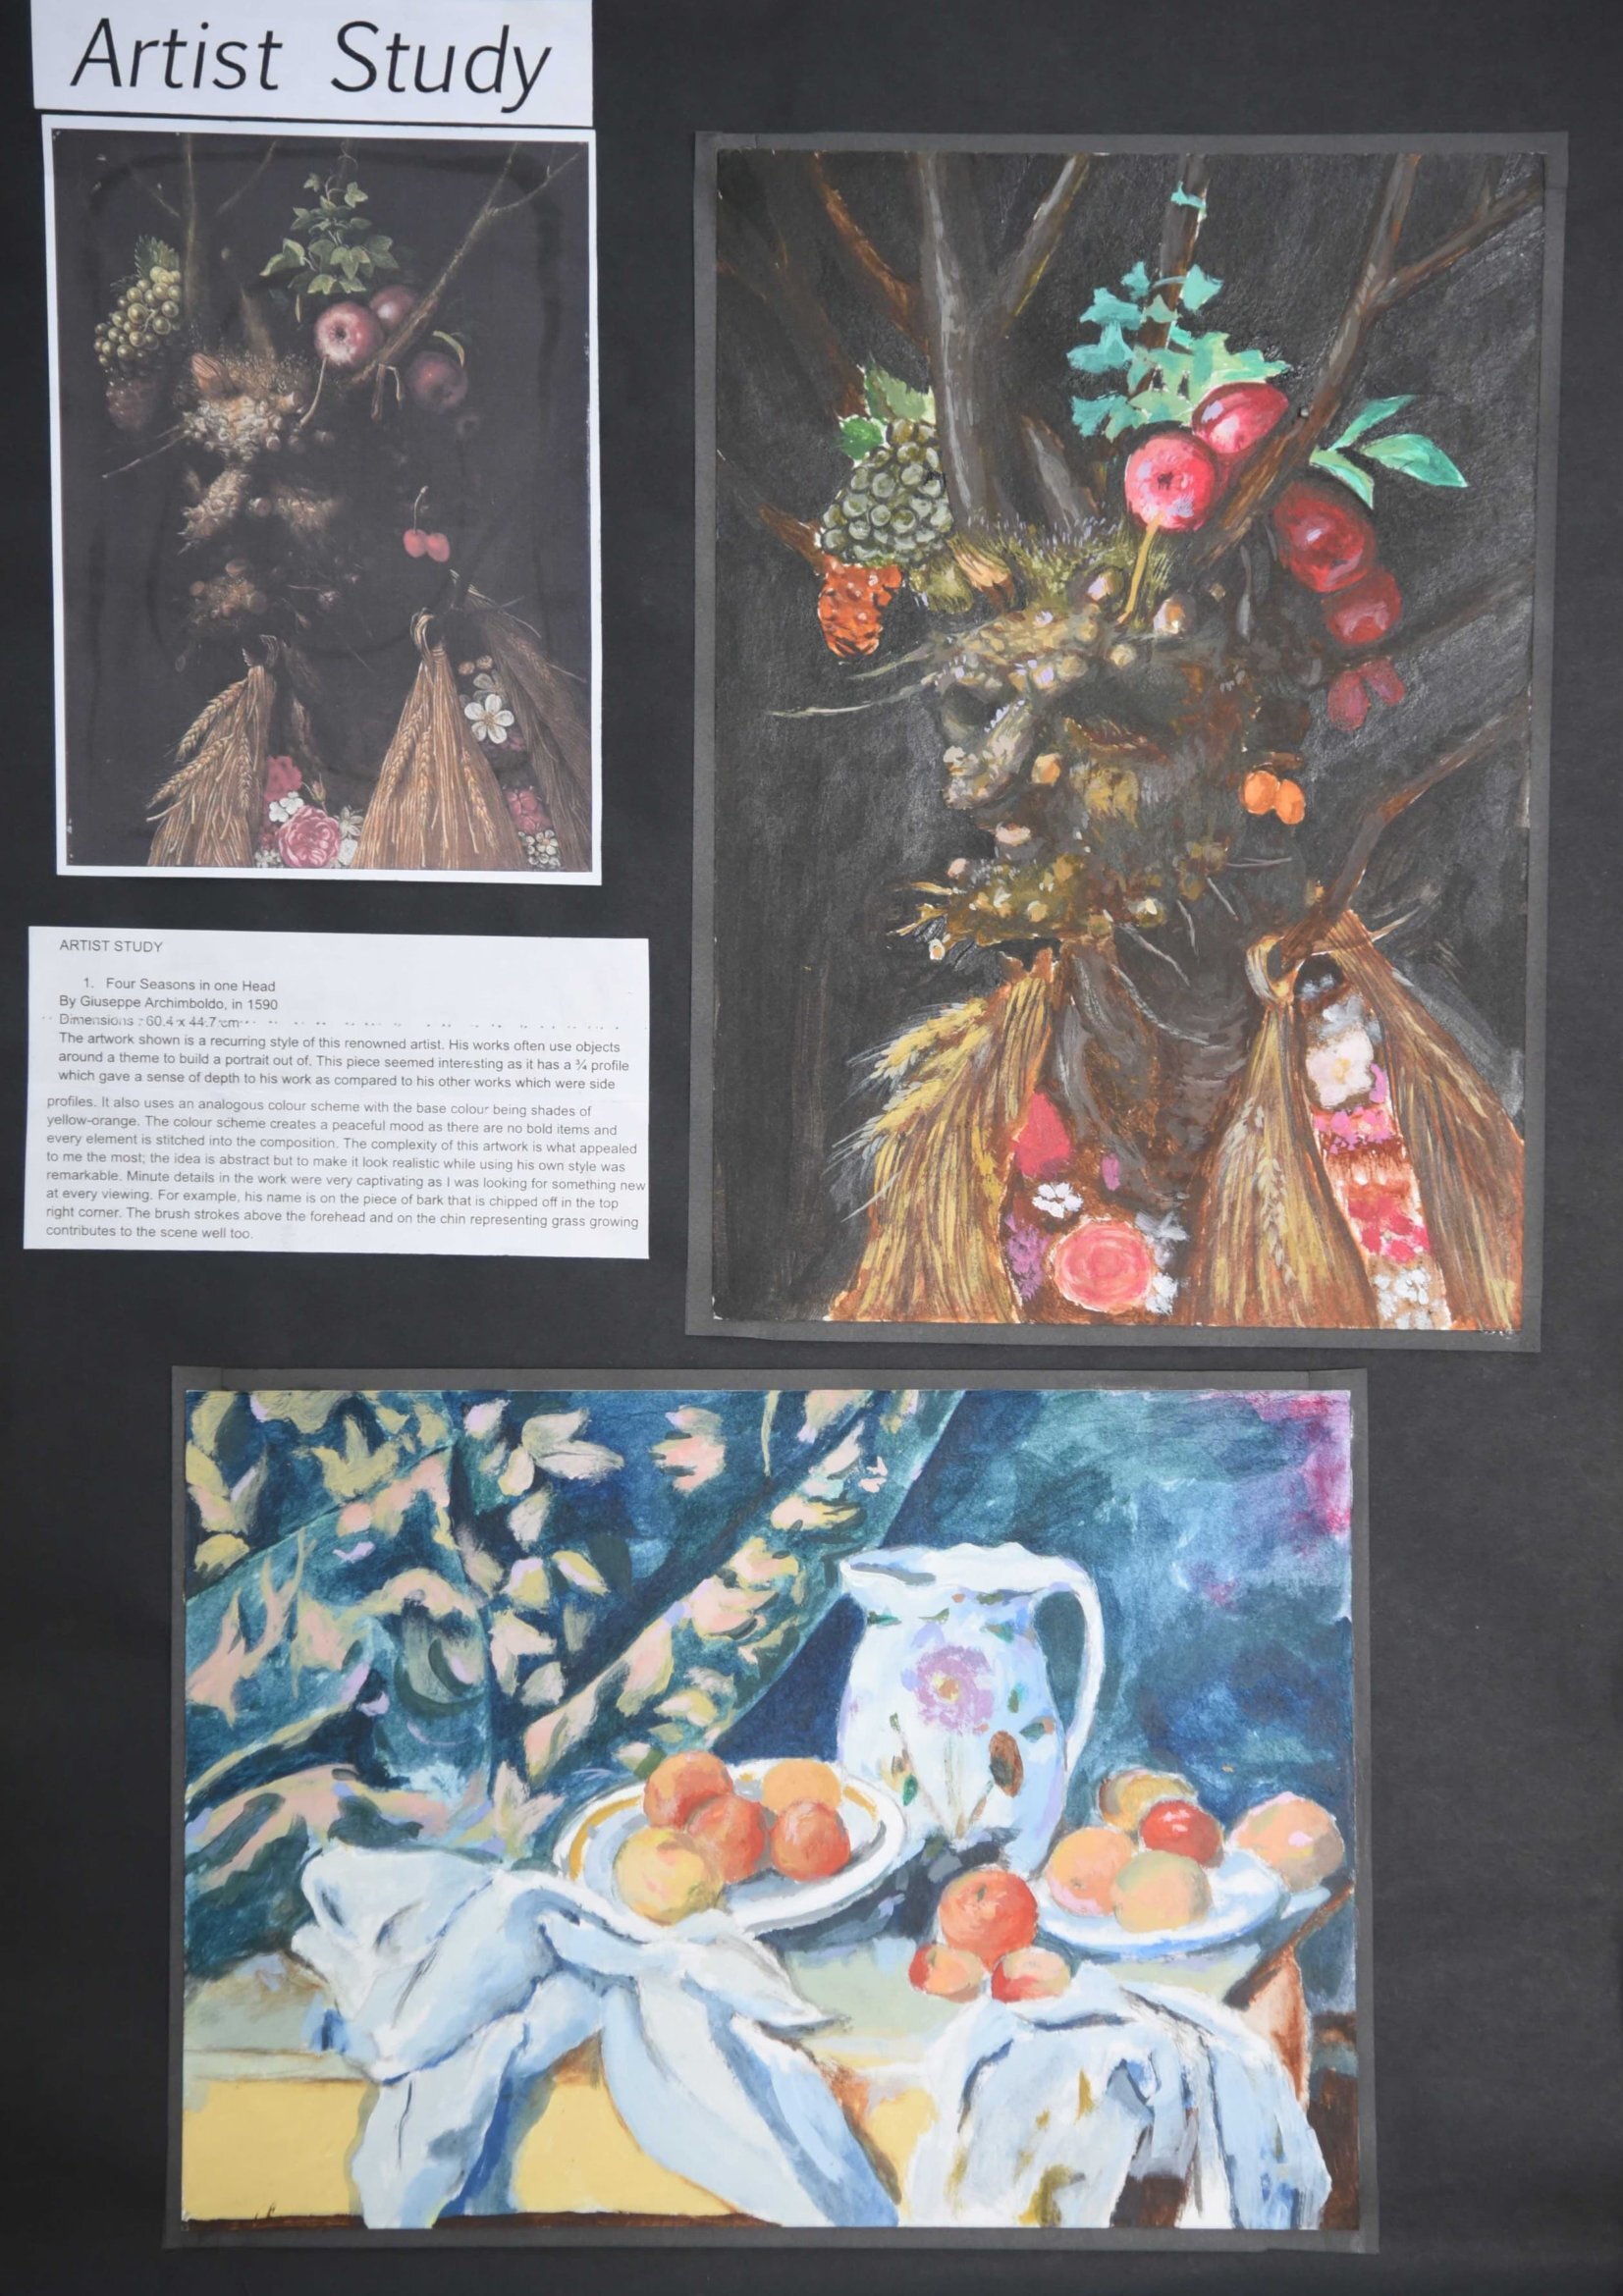 Artist Study
ARTIST STUDY
1. Four Seasons in one Head
By Giuseppe Archimboldo, in 1590
Dimensions : 60.4 x 44.7 cm
The artwork shown is a recurring style of this renowned artist. His works often use objects
around a theme to build a portrait out of. This piece seemed interesting as it has a ¾ profile
which gave a sense of depth to his work as compared to his other works which were side
profiles. It also uses an analogous colour scheme with the base colour being shades of
yellow-orange. The colour scheme creates a peaceful mood as there are no bold items and
every element is stitched into the composition. The complexity of this artwork is what appealed
to me the most; the idea is abstract but to make it look realistic while using his own style was
remarkable. Minute details in the work were very captivating as I was looking for something new
at every viewing. For example, his name is on the piece of bark that is chipped off in the top
right corner. The brush strokes above the forehead and on the chin representing grass growing
contributes to the scene well too.